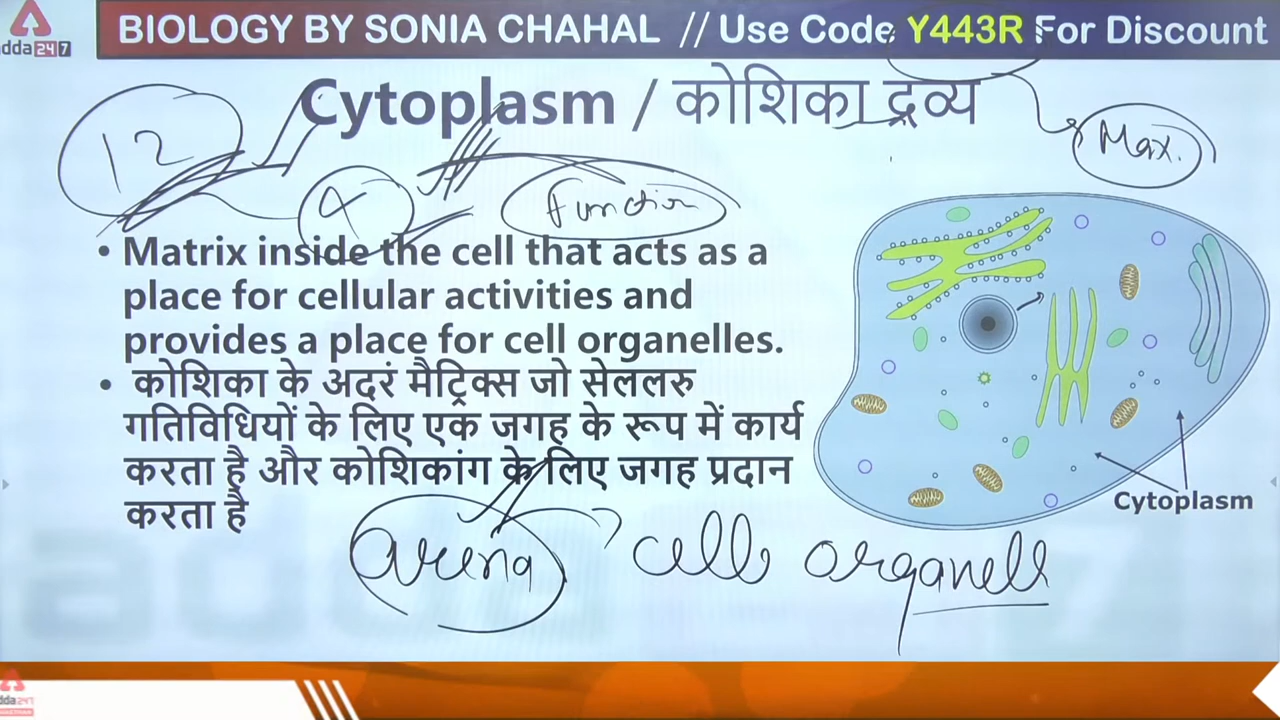 BIOLOGY BY SONIA CHAHAL // Use Code Y443R For Discount
adda247
Cytoplasm / कोशिका द्रव्य
Max.
12
4
Function
• Matrix inside the cell that acts as a
place for cellular activities and
provides a place for cell organelles.
• कोशिका के अदरं मैट्रिक्स जो सेललरु
गतिविधियों के लिए एक जगह के रूप में कार्य
करता है और कोशिकांग के लिए जगह प्रदान
करता है
Cytoplasm
arena cell organell